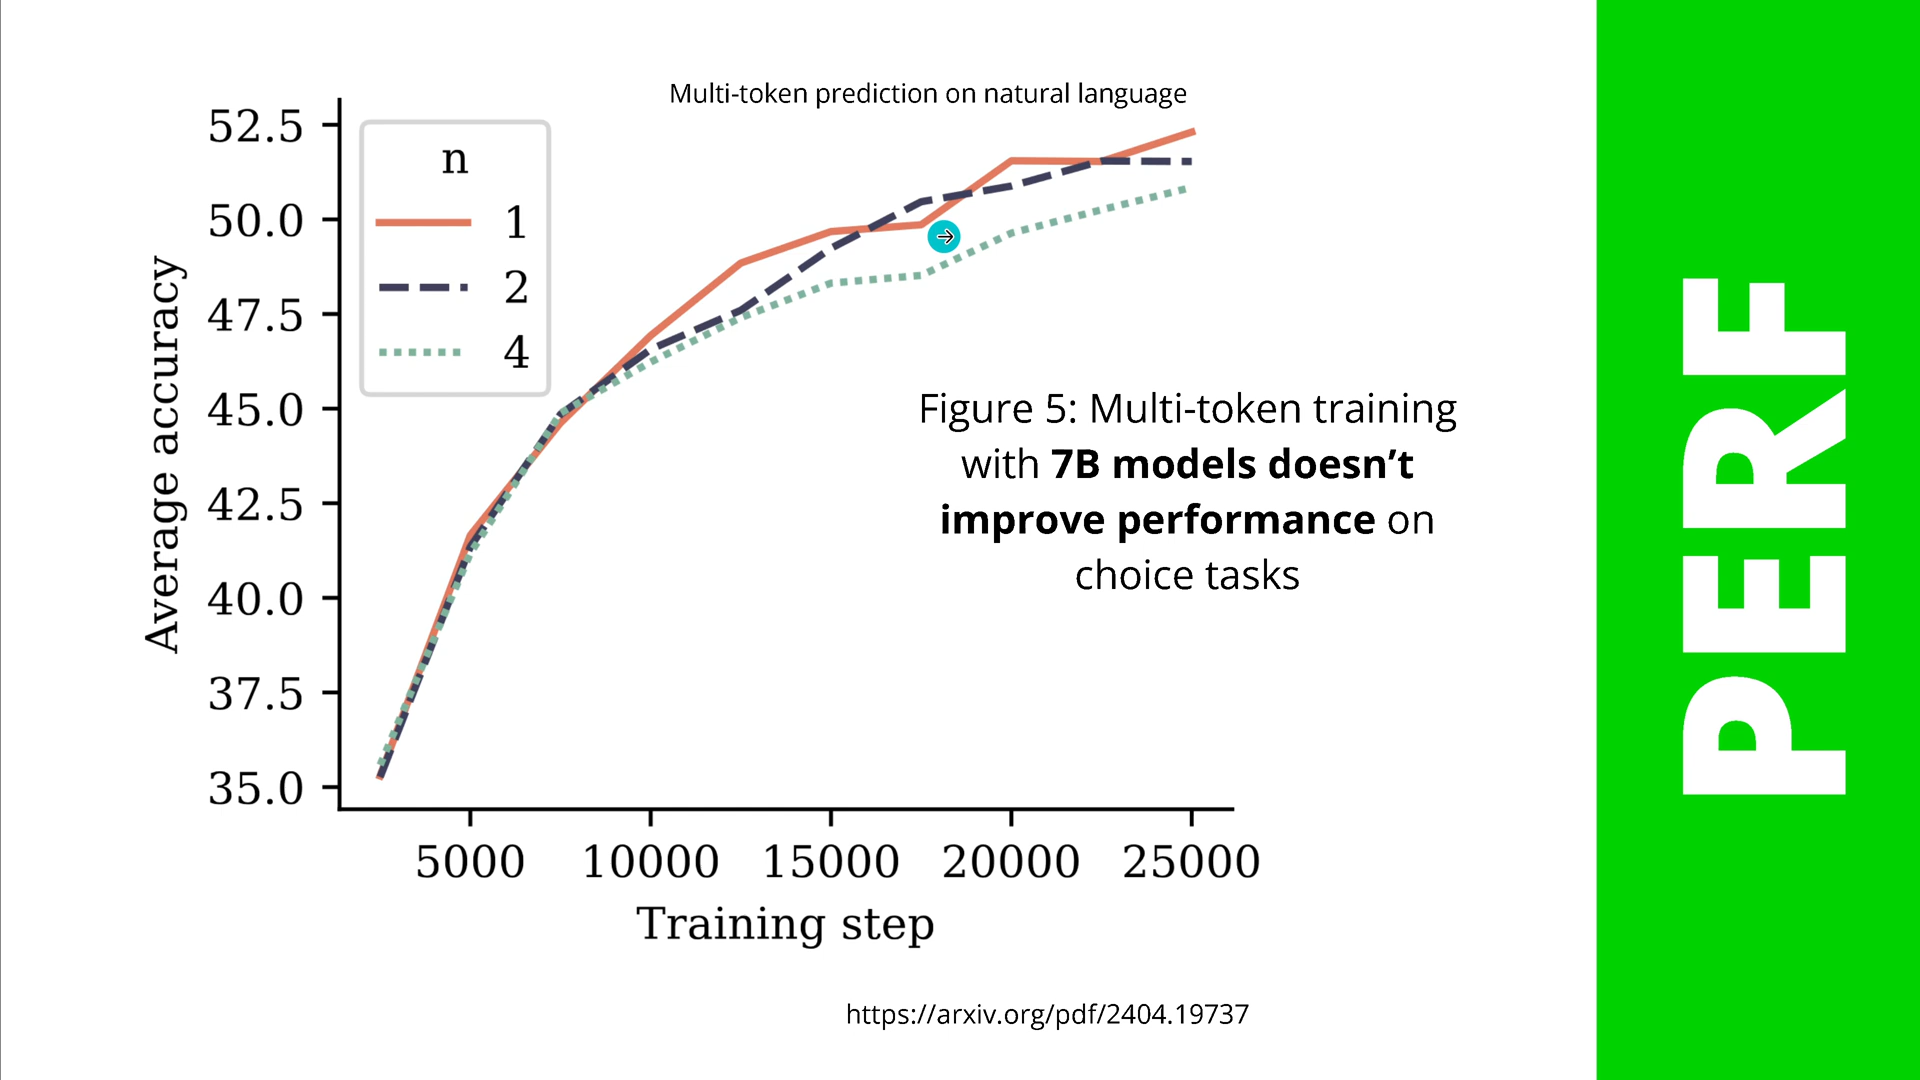 Multi-token prediction on natural language
52.5
50.0
47.5
45.0
42.5
40.0
37.5
35.0
Average accuracy
n
1
2
4
Figure 5: Multi-token training
with 7B models doesn’t
improve performance on
choice tasks
5000 10000 15000 20000 25000
Training step
https://arxiv.org/pdf/2404.19737
PERF